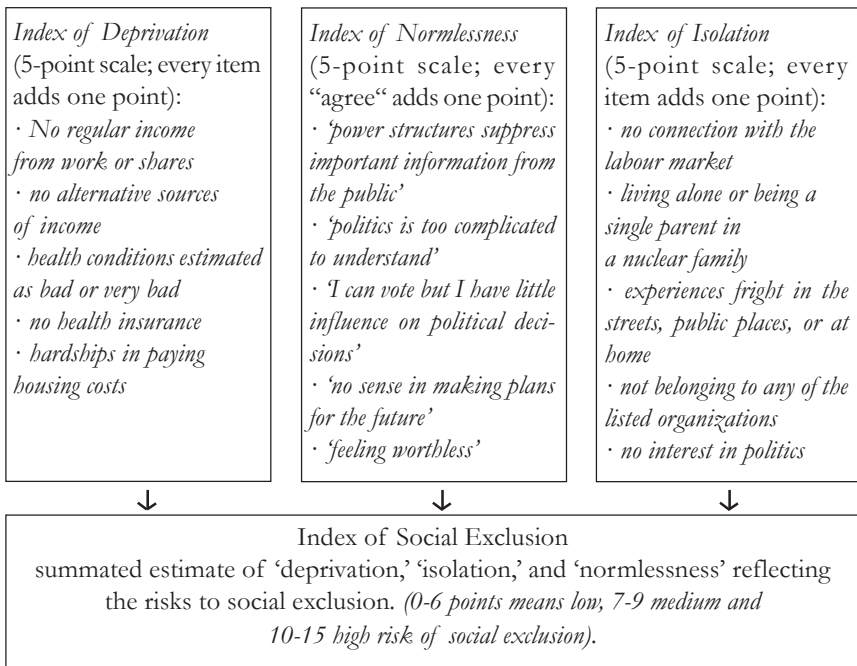 Index of Deprivation
(5-point scale; every item
adds one point):
· No regular income
from work or shares
· no alternative sources
of income
· health conditions estimated
as bad or very bad
· no health insurance
· hardships in paying
housing costs
Index of Normlessness
(5-point scale; every
“agree“ adds one point):
· ‘power structures suppress
important information from
the public’
· ‘politics is too complicated
to understand’
· ‘I can vote but I have little
influence on political deci-
sions’
· ‘no sense in making plans
for the future’
· ‘feeling worthless’
Index of Isolation
(5-point scale; every
item adds one point):
· no connection with the
labour market
· living alone or being a
single parent in
a nuclear family
· experiences fright in the
streets, public places, or at
home
· not belonging to any of the
listed organizations
· no interest in politics
Index of Social Exclusion
summated estimate of ‘deprivation,’ ‘isolation,’ and ‘normlessness’ reflecting
the risks to social exclusion. (0-6 points means low, 7-9 medium and
10-15 high risk of social exclusion).